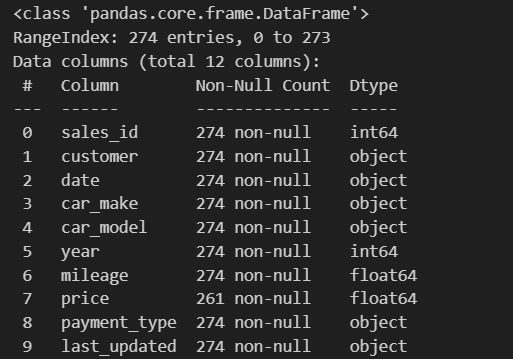 <class 'pandas.core.frame.DataFrame'>
RangeIndex: 274 entries, 0 to 273
Data columns (total 12 columns):
 #   Column        Non-Null Count  Dtype
---  ------        --------------  -----
 0   sales_id      274 non-null    int64
 1   customer      274 non-null    object
 2   date          274 non-null    object
 3   car_make      274 non-null    object
 4   car_model     274 non-null    object
 5   year          274 non-null    int64
 6   mileage       274 non-null    float64
 7   price         261 non-null    float64
 8   payment_type  274 non-null    object
 9   last_updated  274 non-null    object